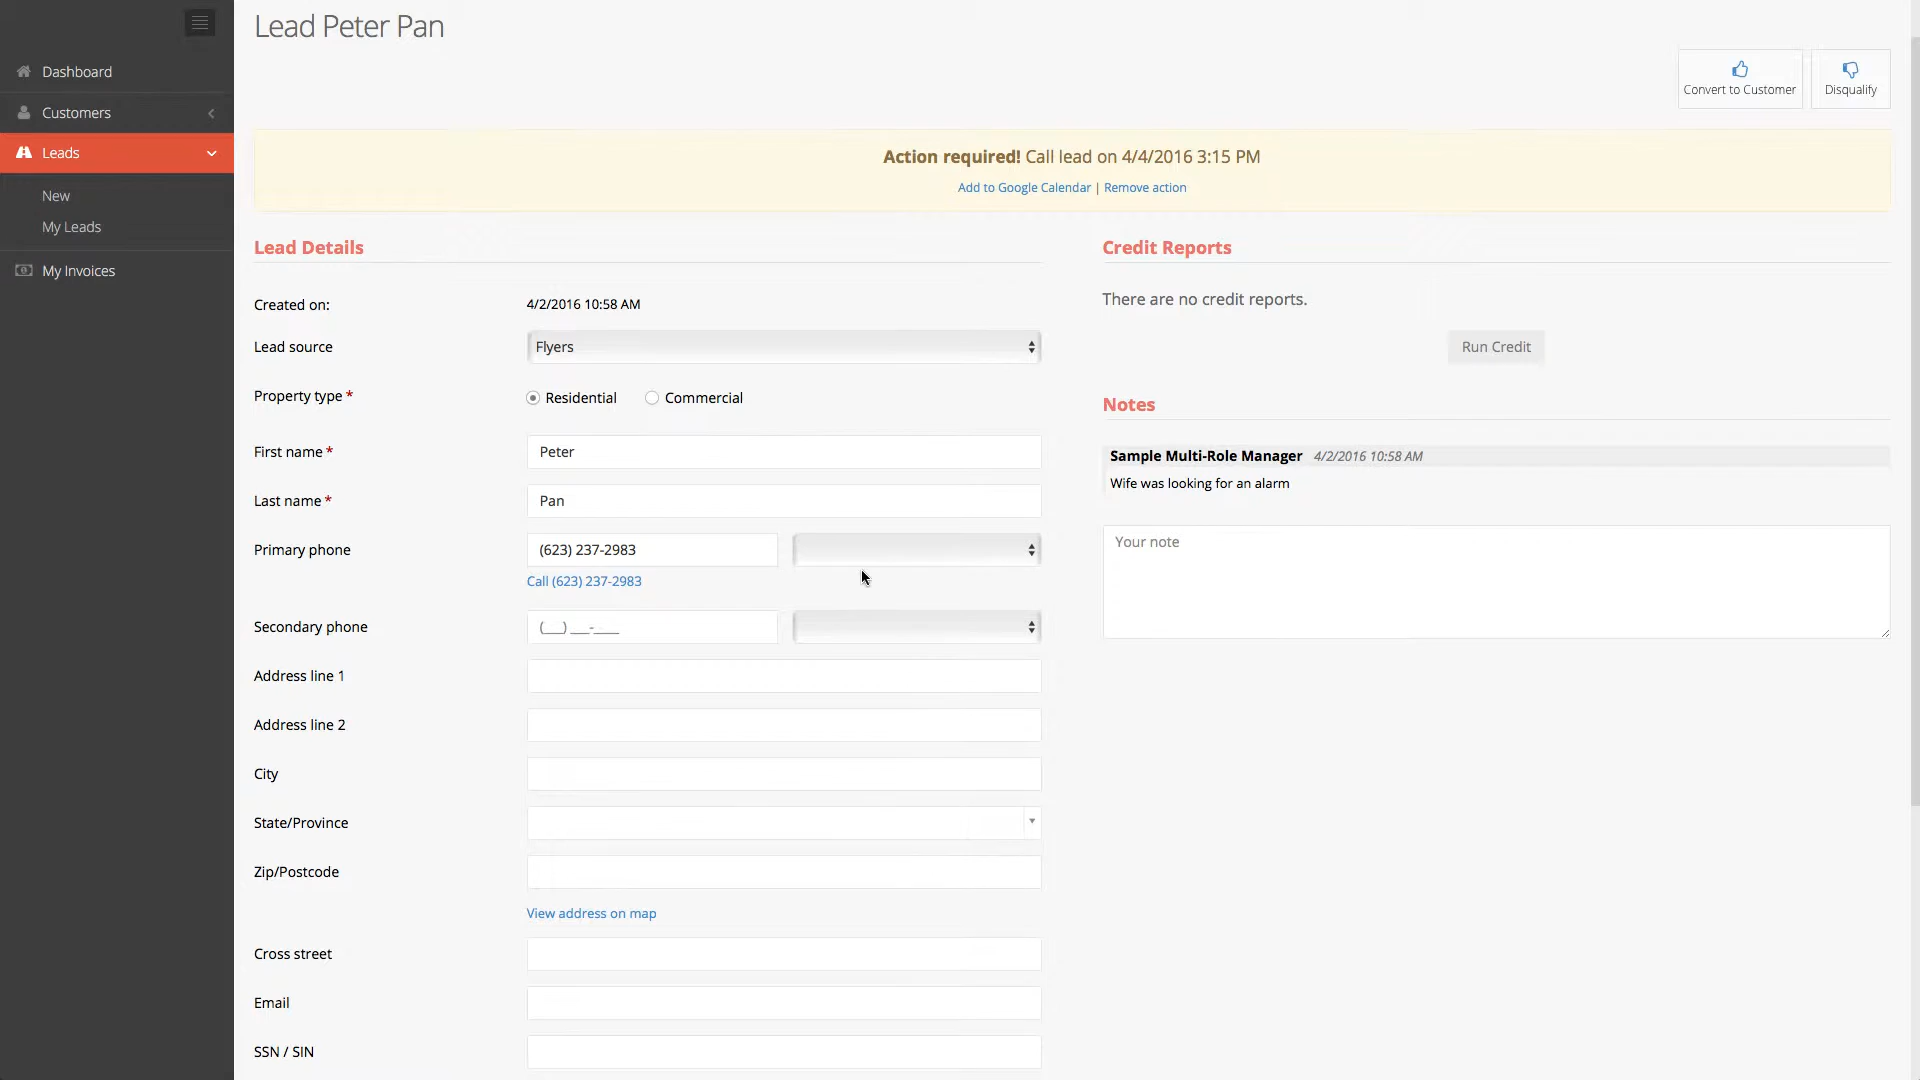 Lead Peter Pan
Dashboard
Customers
Leads
New
My Leads
My Invoices
Convert to Customer
Disqualify
Action required! Call lead on 4/4/2016 3:15 PM
Add to Google Calendar | Remove action
Lead Details
Created on: 4/2/2016 10:58 AM
Lead source Flyers
Property type * Residential Commercial
First name * Peter
Last name * Pan
Primary phone (623) 237-2983
Call (623) 237-2983
Secondary phone (___) ___-____
Address line 1
Address line 2
City
State/Province
Zip/Postcode
View address on map
Cross street
Email
SSN / SIN
Credit Reports
There are no credit reports.
Run Credit
Notes
Sample Multi-Role Manager 4/2/2016 10:58 AM
Wife was looking for an alarm
Your note